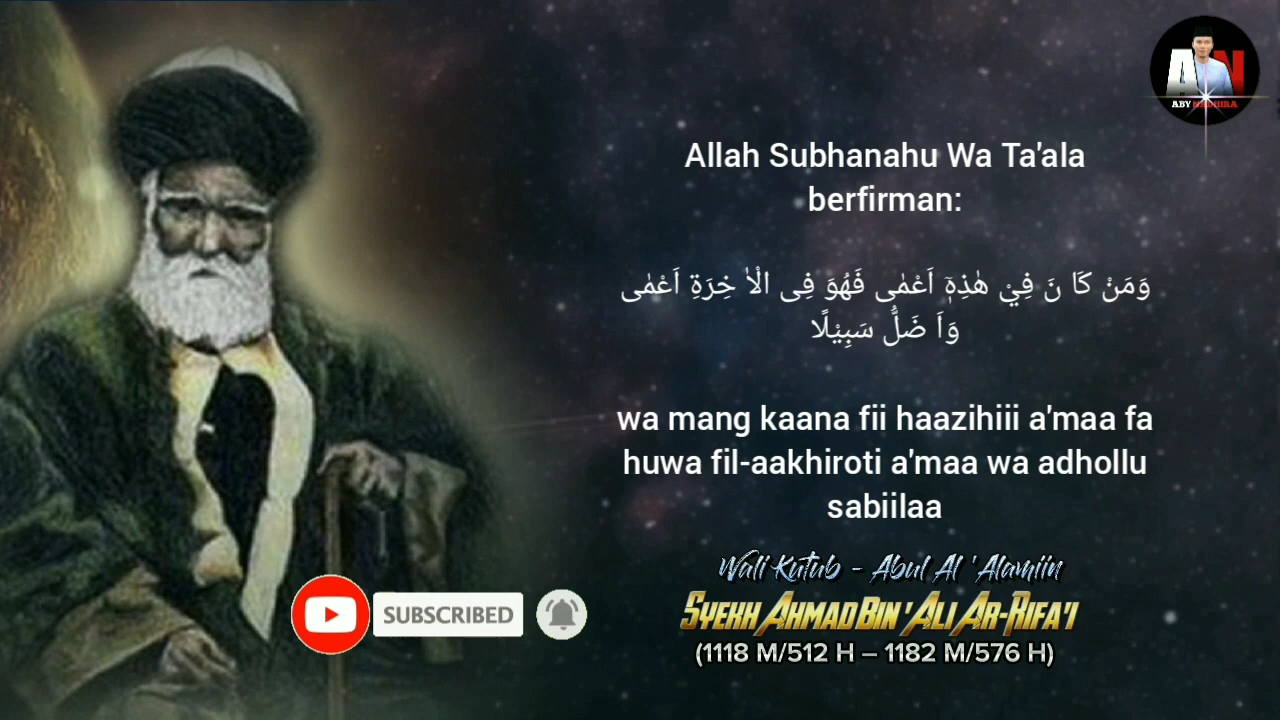 ABY NADHIRA
Allah Subhanahu Wa Ta'ala
berfirman:
وَمَنْ كَا نَ فِيْ هٰذِهٖۤ اَعْمٰى فَهُوَ فِى الْاٰ خِرَةِ اَعْمٰى
وَاَ ضَلُّ سَبِيْلًا
wa mang kaana fii haazihiii a'maa fa
huwa fil-aakhiroti a'maa wa adhollu
sabiilaa
Wali Kutub - Abul Al 'Alamiin
Syekh Ahmad Bin 'Ali Ar-Rifa'i
(1118 M/512 H – 1182 M/576 H)
SUBSCRIBED